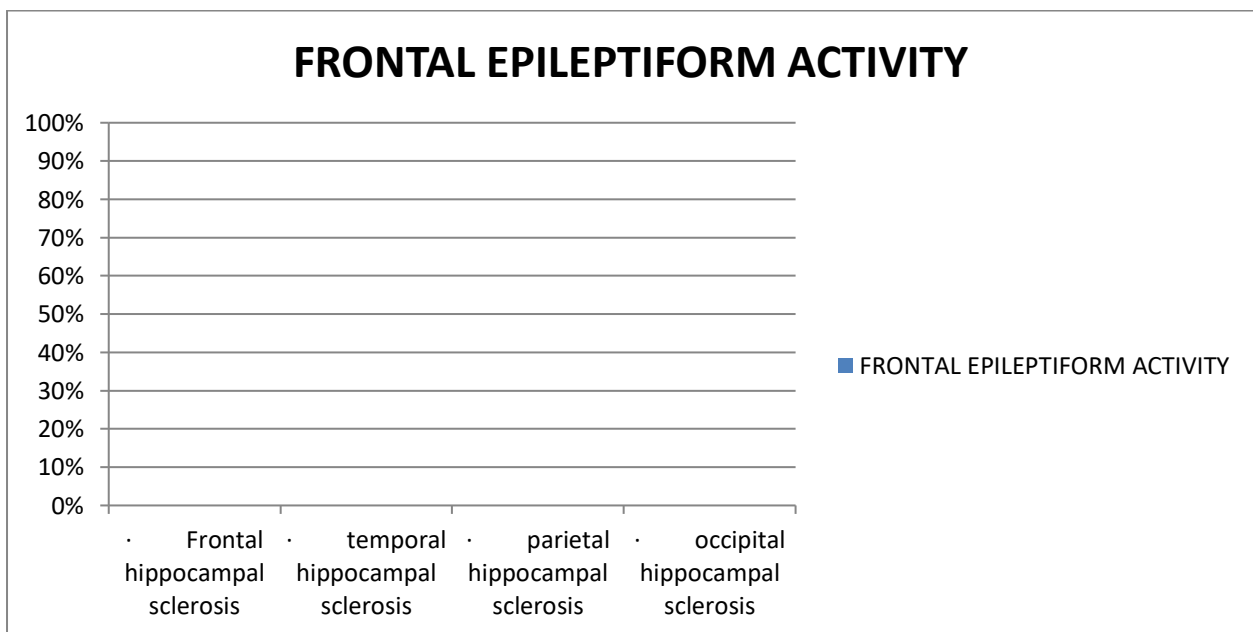 FRONTAL EPILEPTIFORM ACTIVITY
100%
90%
80%
70%
60%
50%
40%
30%
20%
10%
0%
· Frontal
hippocampal
sclerosis
· temporal
hippocampal
sclerosis
· parietal
hippocampal
sclerosis
· occipital
hippocampal
sclerosis
FRONTAL EPILEPTIFORM ACTIVITY